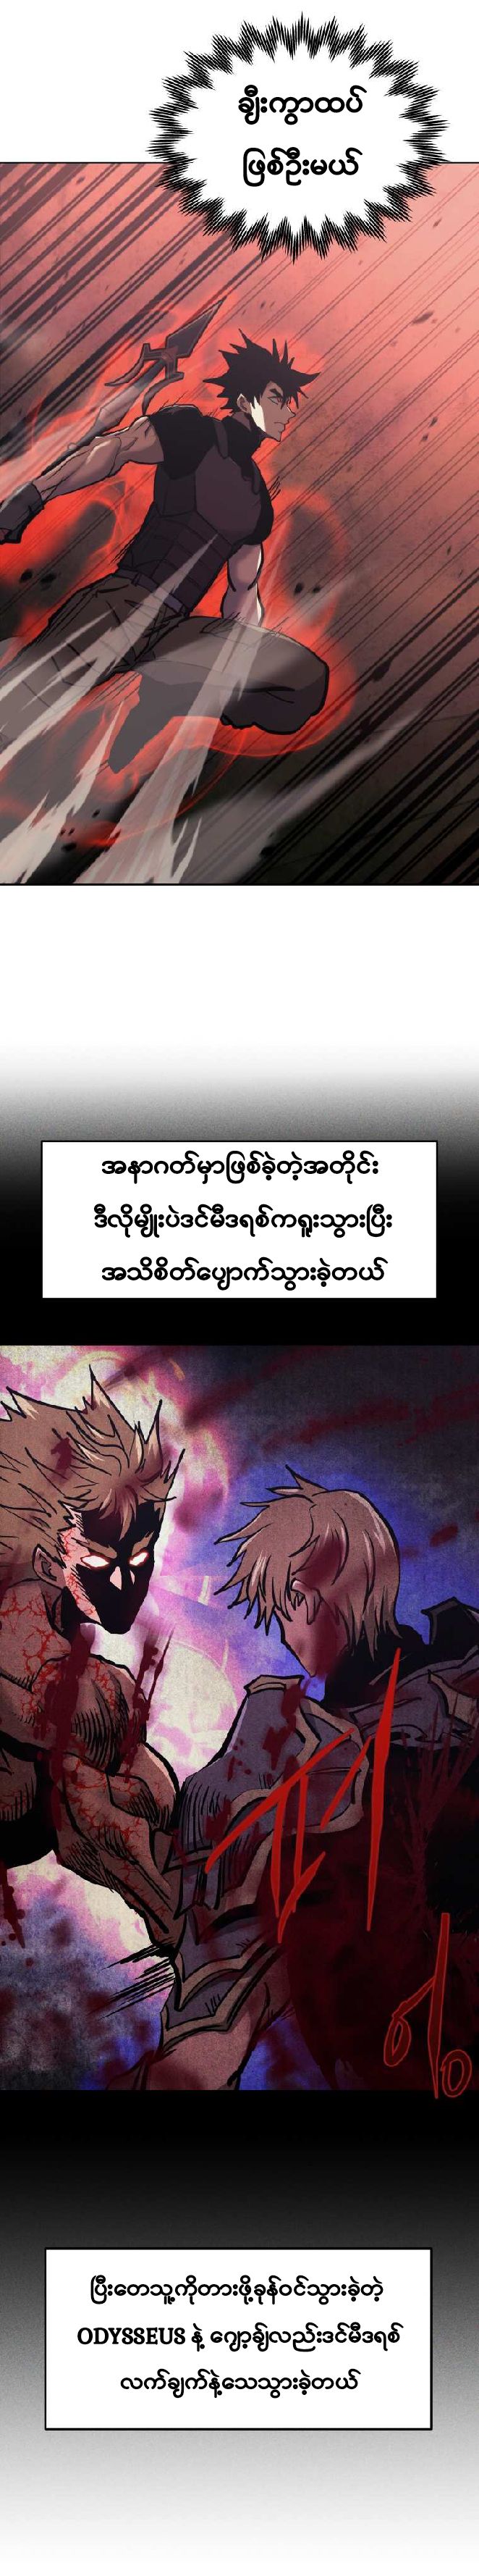 ချီးကွာထပ်
ဖြစ်ဦးမယ်
အနာဂတ်မှာဖြစ်ခဲ့တဲ့အတိုင်း
ဒီလိုမျိုးပဲဒင်မီဒရစ်ကရူးသွားပြီး
အသိစိတ်ပျောက်သွားခဲ့တယ်
퍼
억
ပြီးတေသူ့ကိုတားဖို့ခုန်ဝင်သွားခဲ့တဲ့
ODYSSEUS နဲ့ ဂျော့ချ်လည်းဒင်မီဒရစ်
လက်ချက်နဲ့သေသွားခဲ့တယ်